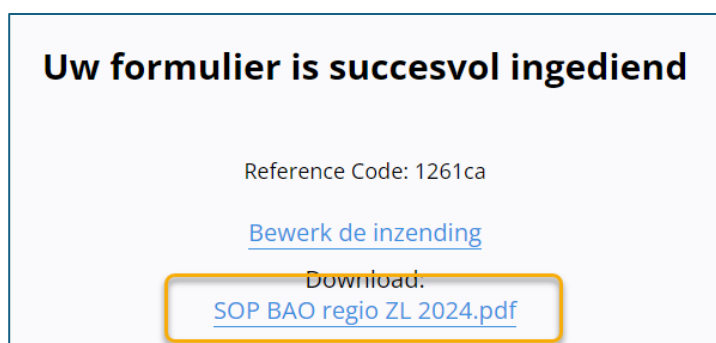 Uw formulier is succesvol ingediend
Reference Code: 1261ca
Bewerk de inzending
Download:
SOP BAO regio ZL 2024.pdf